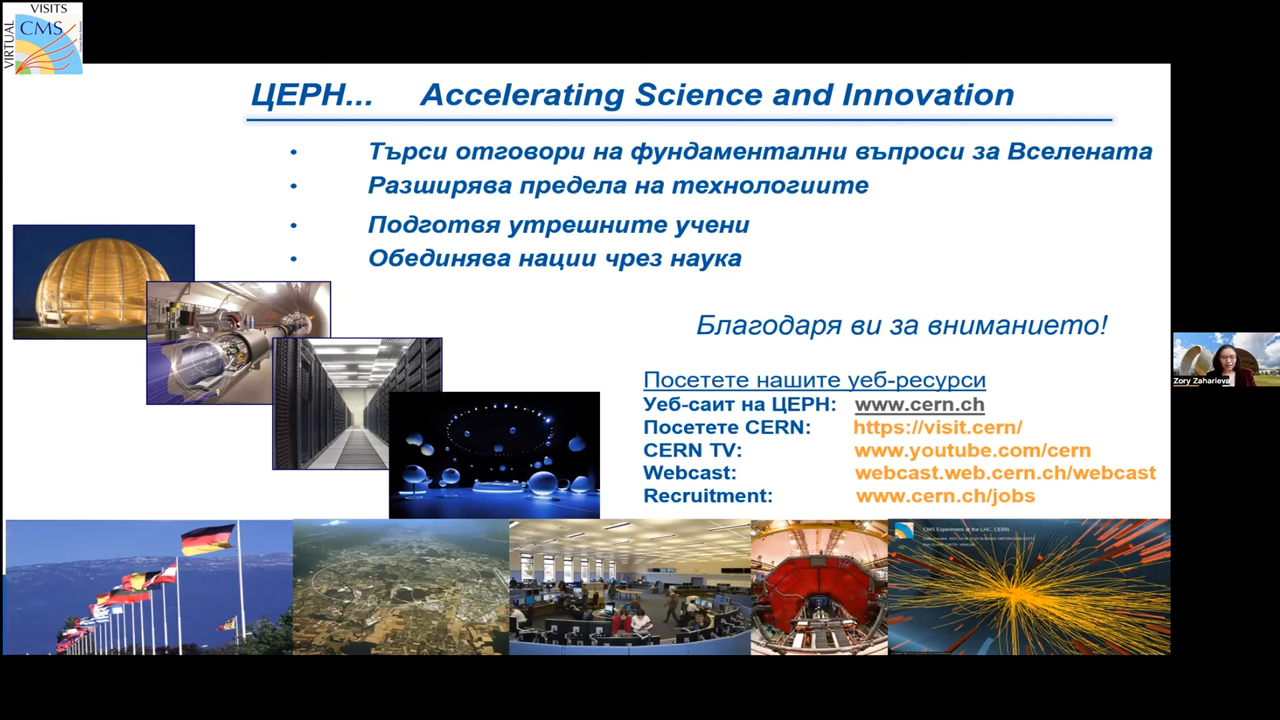 VISITS
CMS
VIRTUAL
ЦЕРН... Accelerating Science and Innovation
• Търси отговори на фундаментални въпроси за Вселената
• Разширява предела на технологиите
• Подготвя утрешните учени
• Обединява нации чрез наука
Благодаря ви за вниманието!
Посетете нашите уеб-ресурси
Уеб-саит на ЦЕРН: www.cern.ch
Посетете CERN: https://visit.cern/
CERN TV: www.youtube.com/cern
Webcast: webcast.web.cern.ch/webcast
Recruitment: www.cern.ch/jobs
Zory Zaharieva
CMS Experiment at the LHC, CERN